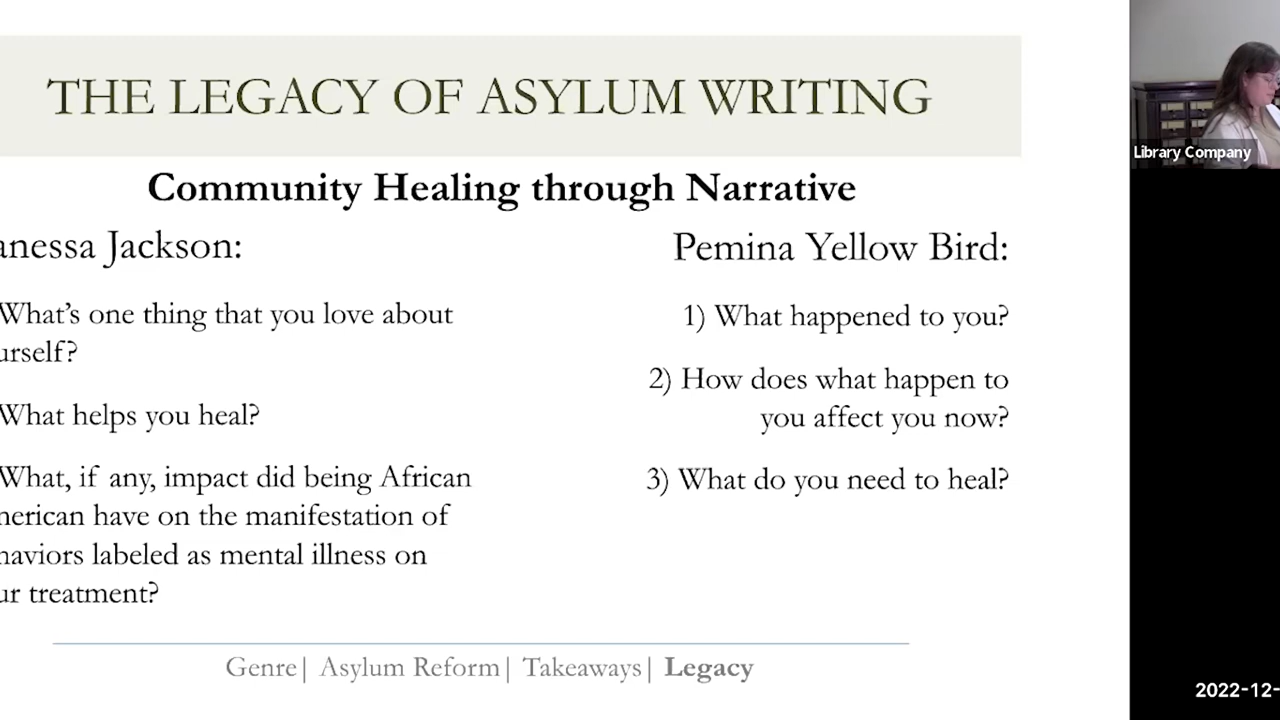 THE LEGACY OF ASYLUM WRITING
Community Healing through Narrative
anessa Jackson:
What's one thing that you love about
urself?
What helps you heal?
What, if any, impact did being African
nerican have on the manifestation of
haviors labeled as mental illness on
ur treatment?
Pemina Yellow Bird:
1) What happened to you?
2) How does what happen to
you affect you now?
3) What do you need to heal?
Genre| Asylum Reform| Takeaways| Legacy
Library Company
2022-12-